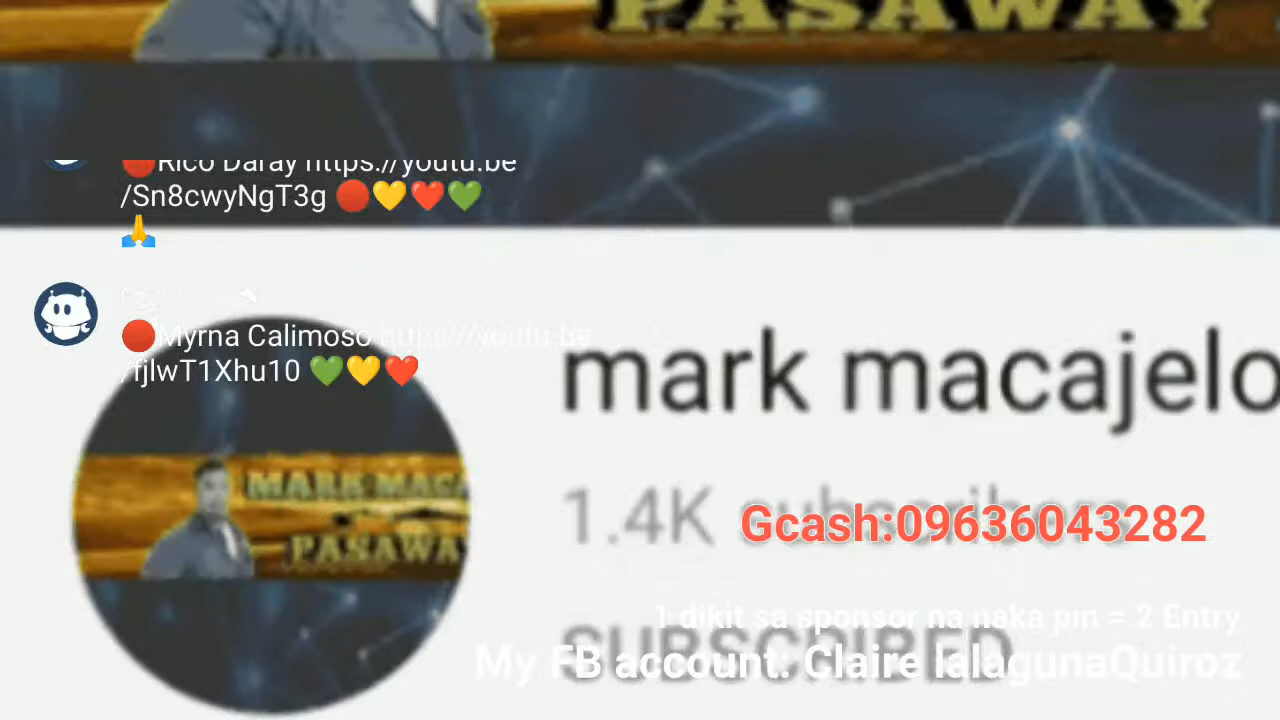 PASAWAY
🔴Rico Daray https://youtu.be
/Sn8cwyNgT3g 🔴💛❤️💚
🙏
🔴Myrna Calimoso https://youtu.be
/fjlwT1Xhu10 💚💛❤️
mark macajelo
MARK MACA
PASAWAY
1.4K subscribers
Gcash:09636043282
1 dikit sa sponsor na naka pin = 2 Entry
SUBSCRIBED
My FB account: Claire lalagunaQuiroz